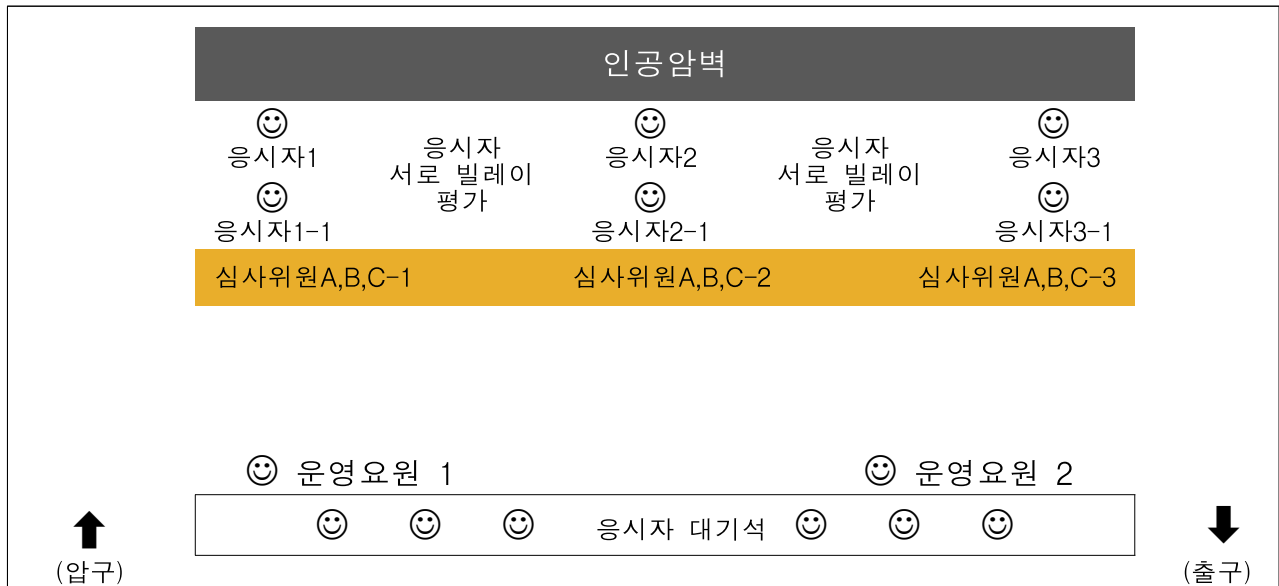 인공암벽
응시자1
응시자
서로 빌레이
평가
응시자2
응시자
서로 빌레이
평가
응시자3
응시자1-1
응시자2-1
응시자3-1
심사위원A,B,C-1
심사위원A,B,C-2
심사위원A,B,C-3
운영요원 1
운영요원 2
응시자 대기석
(압구)
(출구)